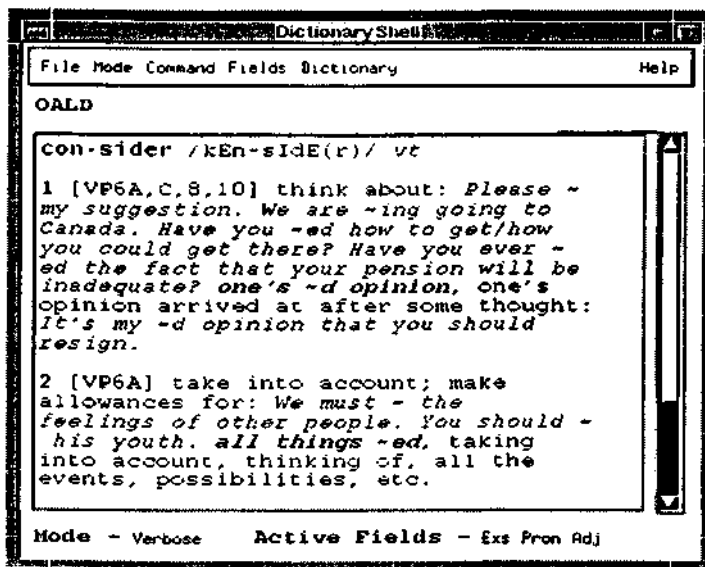 Dictionary Shell
File Mode Command Fields Dictionary Help
OALD
con·sider /kEn-sIdE(r)/ vt
1 [VP6A,C,8,10] think about: Please ~
my suggestion. We are ~ing going to
Canada. Have you ~ed how to get/how
you could get there? Have you ever ~
ed the fact that your pension will be
inadequate? one's ~d opinion, one's
opinion arrived at after some thought:
It's my ~d opinion that you should
resign.
2 [VP6A] take into account; make
allowances for: We must ~ the
feelings of other people. You should ~
his youth. all things ~ed, taking
into account, thinking of, all the
events, possibilities, etc.
Mode - Verbose Active Fields - Exs Pron Adj